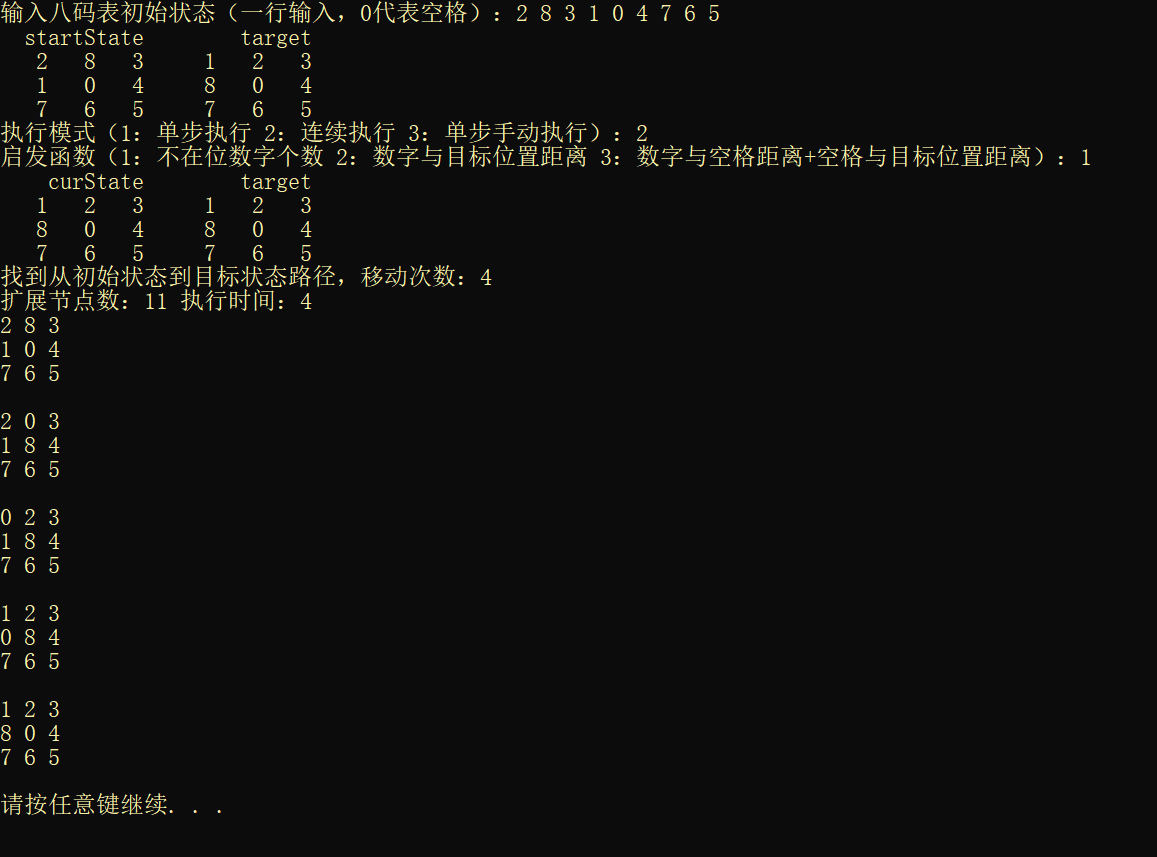 输入八码表初始状态（一行输入，0代表空格）：2 8 3 1 0 4 7 6 5
startState target
2 8 3 1 2 3
1 0 4 8 0 4
7 6 5 7 6 5
执行模式（1：单步执行 2：连续执行 3：单步手动执行）：2
启发函数（1：不在位数字个数 2：数字与目标位置距离 3：数字与空格距离+空格与目标位置距离）：1
curState target
1 2 3 1 2 3
8 0 4 8 0 4
7 6 5 7 6 5
找到从初始状态到目标状态路径，移动次数：4
扩展节点数：11 执行时间：4
2 8 3
1 0 4
7 6 5
2 0 3
1 8 4
7 6 5
0 2 3
1 8 4
7 6 5
1 2 3
0 8 4
7 6 5
1 2 3
8 0 4
7 6 5
请按任意键继续. . .